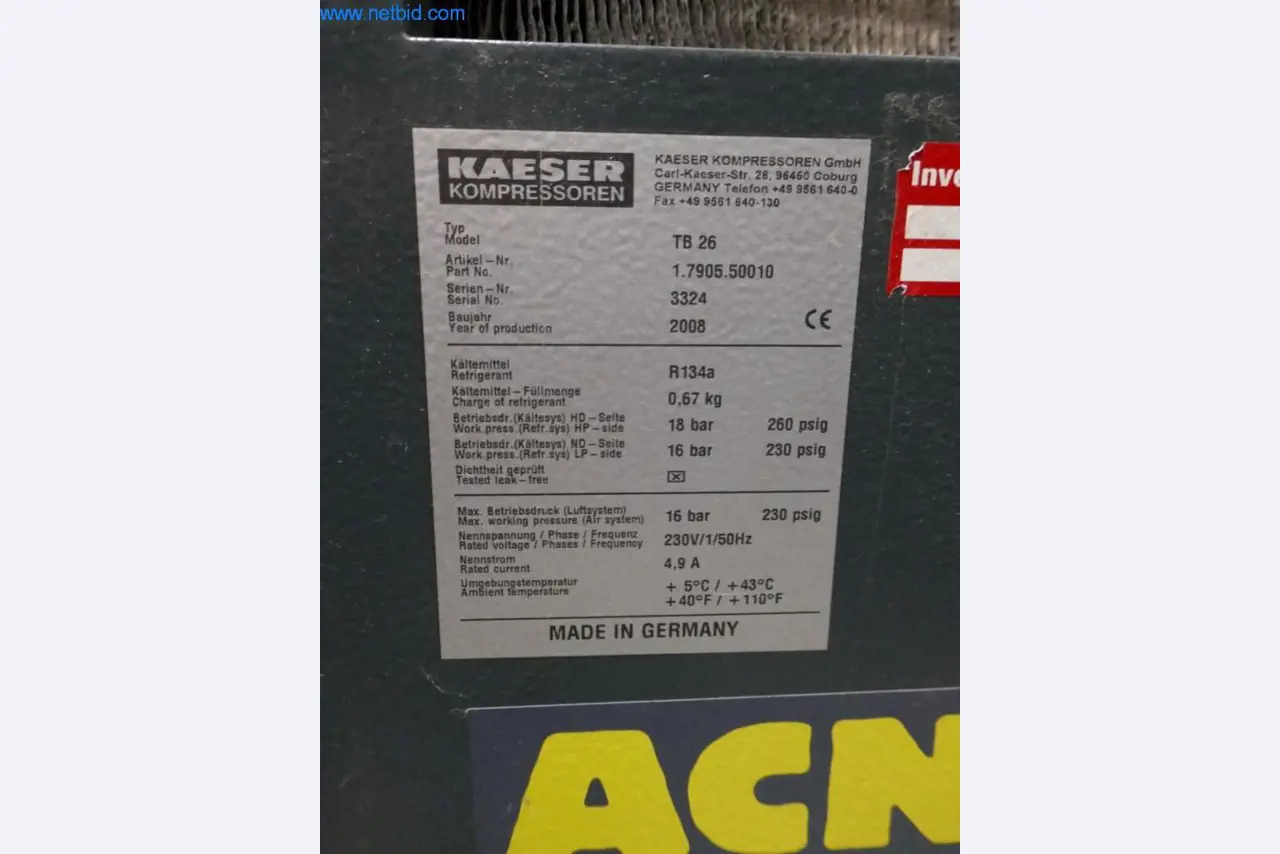 www.netbid.com
KAESER
KOMPRESSOREN
KAESER KOMPRESSOREN GmbH
Carl-Kaeser-Str. 26, 96450 Coburg
GERMANY Telefon +49 9561 640-0
Fax +49 9561 640-130
Typ
Model TB 26
Artikel-Nr.
Part No. 1.7905.50010
Serien-Nr.
Serial No. 3324
Baujahr
Year of production 2008 CE
Kältemittel
Refrigerant R134a
Kältemittel-Füllmenge
Charge of refrigerant 0,67 kg
Betriebsdr.(Kältesys) HD-Seite
Work.press.(Refr.sys) HP-side 18 bar 260 psig
Betriebsdr.(Kältesys) ND-Seite
Work.press.(Refr.sys) LP-side 16 bar 230 psig
Dichtheit geprüft
Tested leak-free ☒
Max. Betriebsdruck (Luftsystem)
Max. working pressure (Air system) 16 bar 230 psig
Nennspannung / Phase / Frequenz
Rated voltage / Phases / Frequency 230V/1/50Hz
Nennstrom
Rated current 4,9 A
Umgebungstemperatur
Ambient temperature + 5°C / +43°C
+40°F / +110°F
MADE IN GERMANY
Inve
ACN